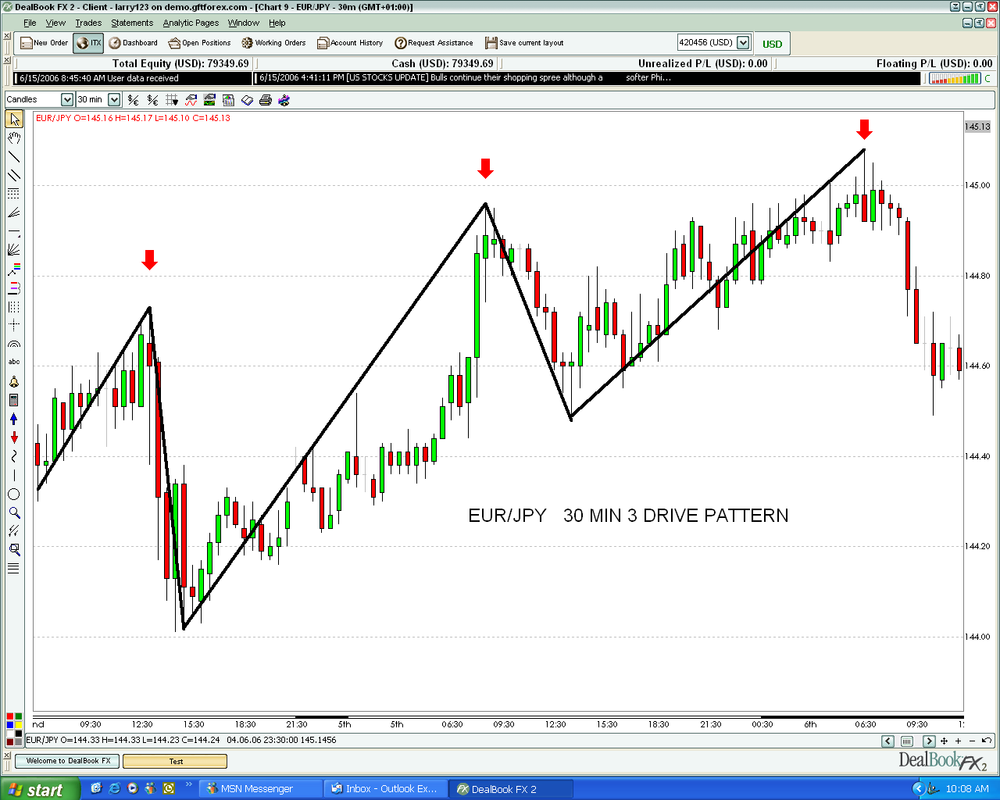 DealBook FX 2 - Client - larry123 on demo.gftforex.com - [Chart 9 - EUR/JPY - 30m (GMT+01:00)]
File View Trades Statements Analytic Pages Window Help
New Order ITX Dashboard Open Positions Working Orders Account History Request Assistance Save current layout 420456 (USD) USD
Total Equity (USD): 79349.69 Cash (USD): 79349.69 Unrealized P/L (USD): 0.00 Floating P/L (USD): 0.00
6/15/2006 8:45:40 AM User data received 6/15/2006 4:41:11 PM [US STOCKS UPDATE] Bulls continue their shopping spree although a softer Phi... C
Candles 30 min
EUR/JPY O=145.16 H=145.17 L=145.10 C=145.13
145.13
145.00
144.80
abc
144.60
144.40
EUR/JPY 30 MIN 3 DRIVE PATTERN
144.20
144.00
nd 09:30 12:30 15:30 18:30 21:30 5th 5th 06:30 09:30 12:30 15:30 18:30 21:30 00:30 6th 06:30 09:30 1:
EUR/JPY O=144.33 H=144.33 L=144.23 C=144.24 04.06.06 23:30:00 145.1456
Welcome to DealBook FX Test DealBook FX 2
start MSN Messenger Inbox - Outlook Ex... DealBook FX 2 10:08 AM